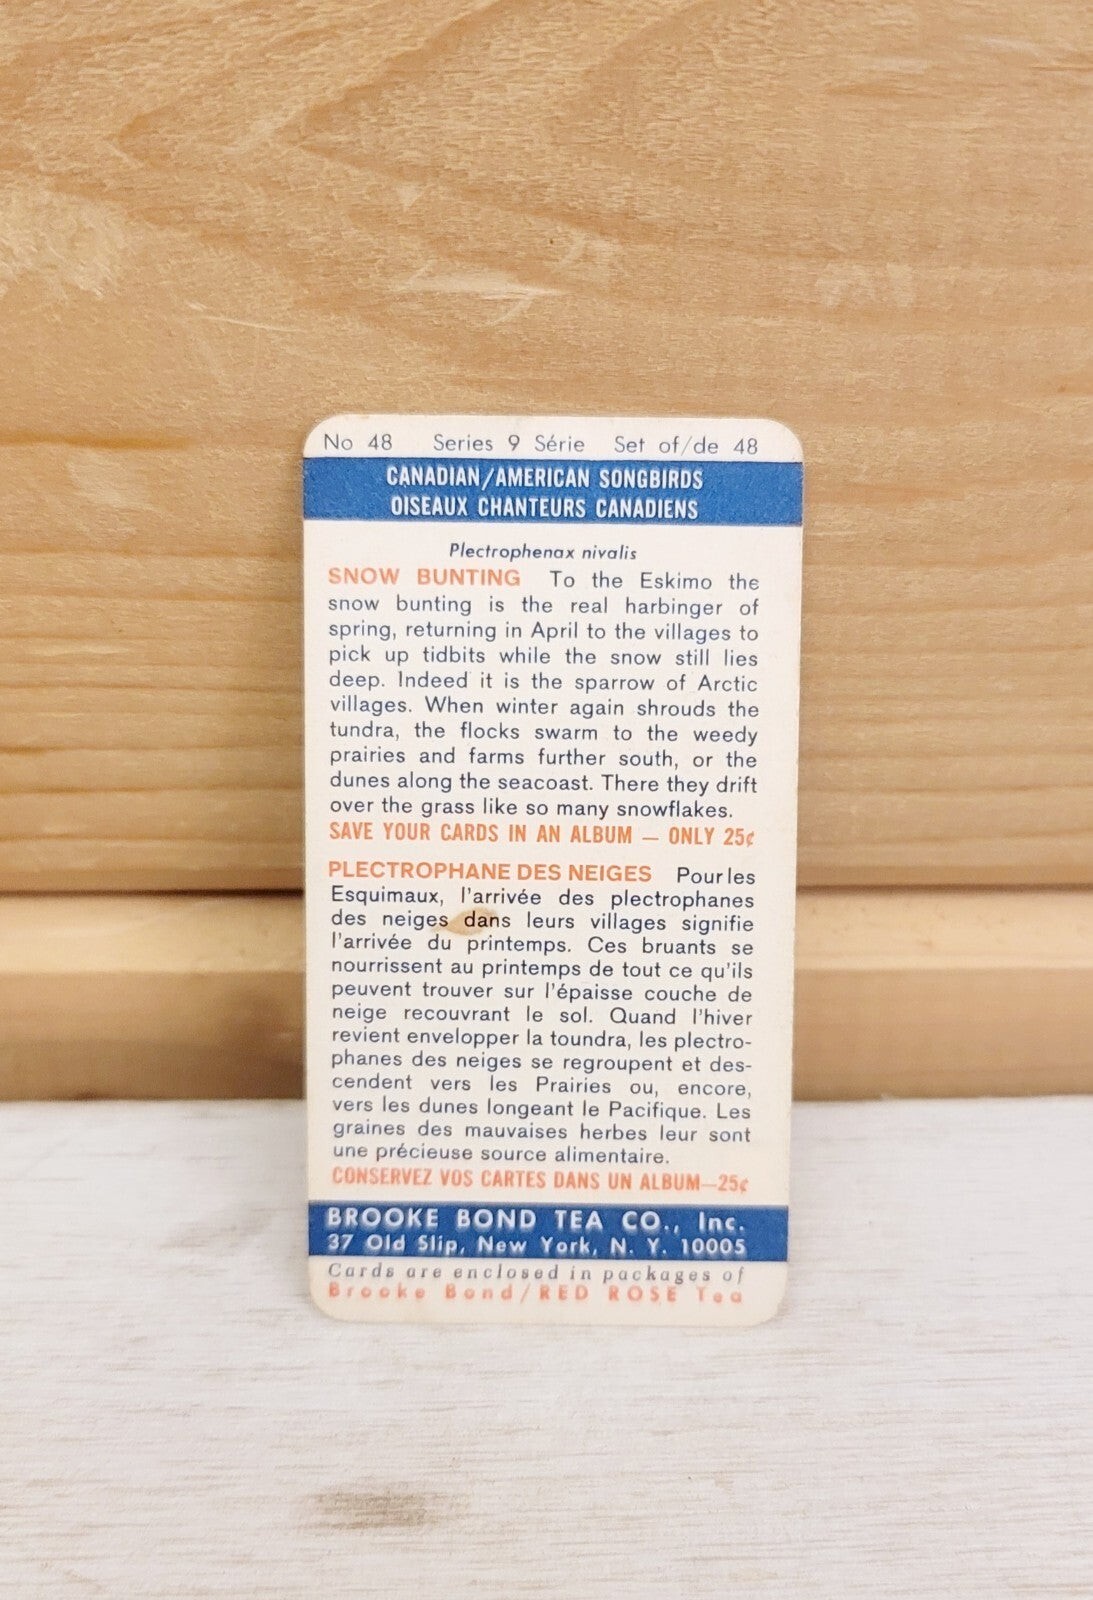 No 48 Series 9 Série Set of/de 48
CANADIAN/AMERICAN SONGBIRDS
OISEAUX CHANTEURS CANADIENS
Plectrophenax nivalis
SNOW BUNTING To the Eskimo the
snow bunting is the real harbinger of
spring, returning in April to the villages to
pick up tidbits while the snow still lies
deep. Indeed it is the sparrow of Arctic
villages. When winter again shrouds the
tundra, the flocks swarm to the weedy
prairies and farms further south, or the
dunes along the seacoast. There they drift
over the grass like so many snowflakes.
SAVE YOUR CARDS IN AN ALBUM — ONLY 25¢
PLECTROPHANE DES NEIGES Pour les
Esquimaux, l'arrivée des plectrophanes
des neiges dans leurs villages signifie
l'arrivée du printemps. Ces bruants se
nourrissent au printemps de tout ce qu'ils
peuvent trouver sur l'épaisse couche de
neige recouvrant le sol. Quand l'hiver
revient envelopper la toundra, les plectro-
phanes des neiges se regroupent et des-
cendent vers les Prairies ou, encore,
vers les dunes longeant le Pacifique. Les
graines des mauvaises herbes leur sont
une précieuse source alimentaire.
CONSERVEZ VOS CARTES DANS UN ALBUM—25¢
BROOKE BOND TEA CO., Inc.
37 Old Slip, New York, N. Y. 10005
Cards are enclosed in packages of
Brooke Bond/RED ROSE Tea